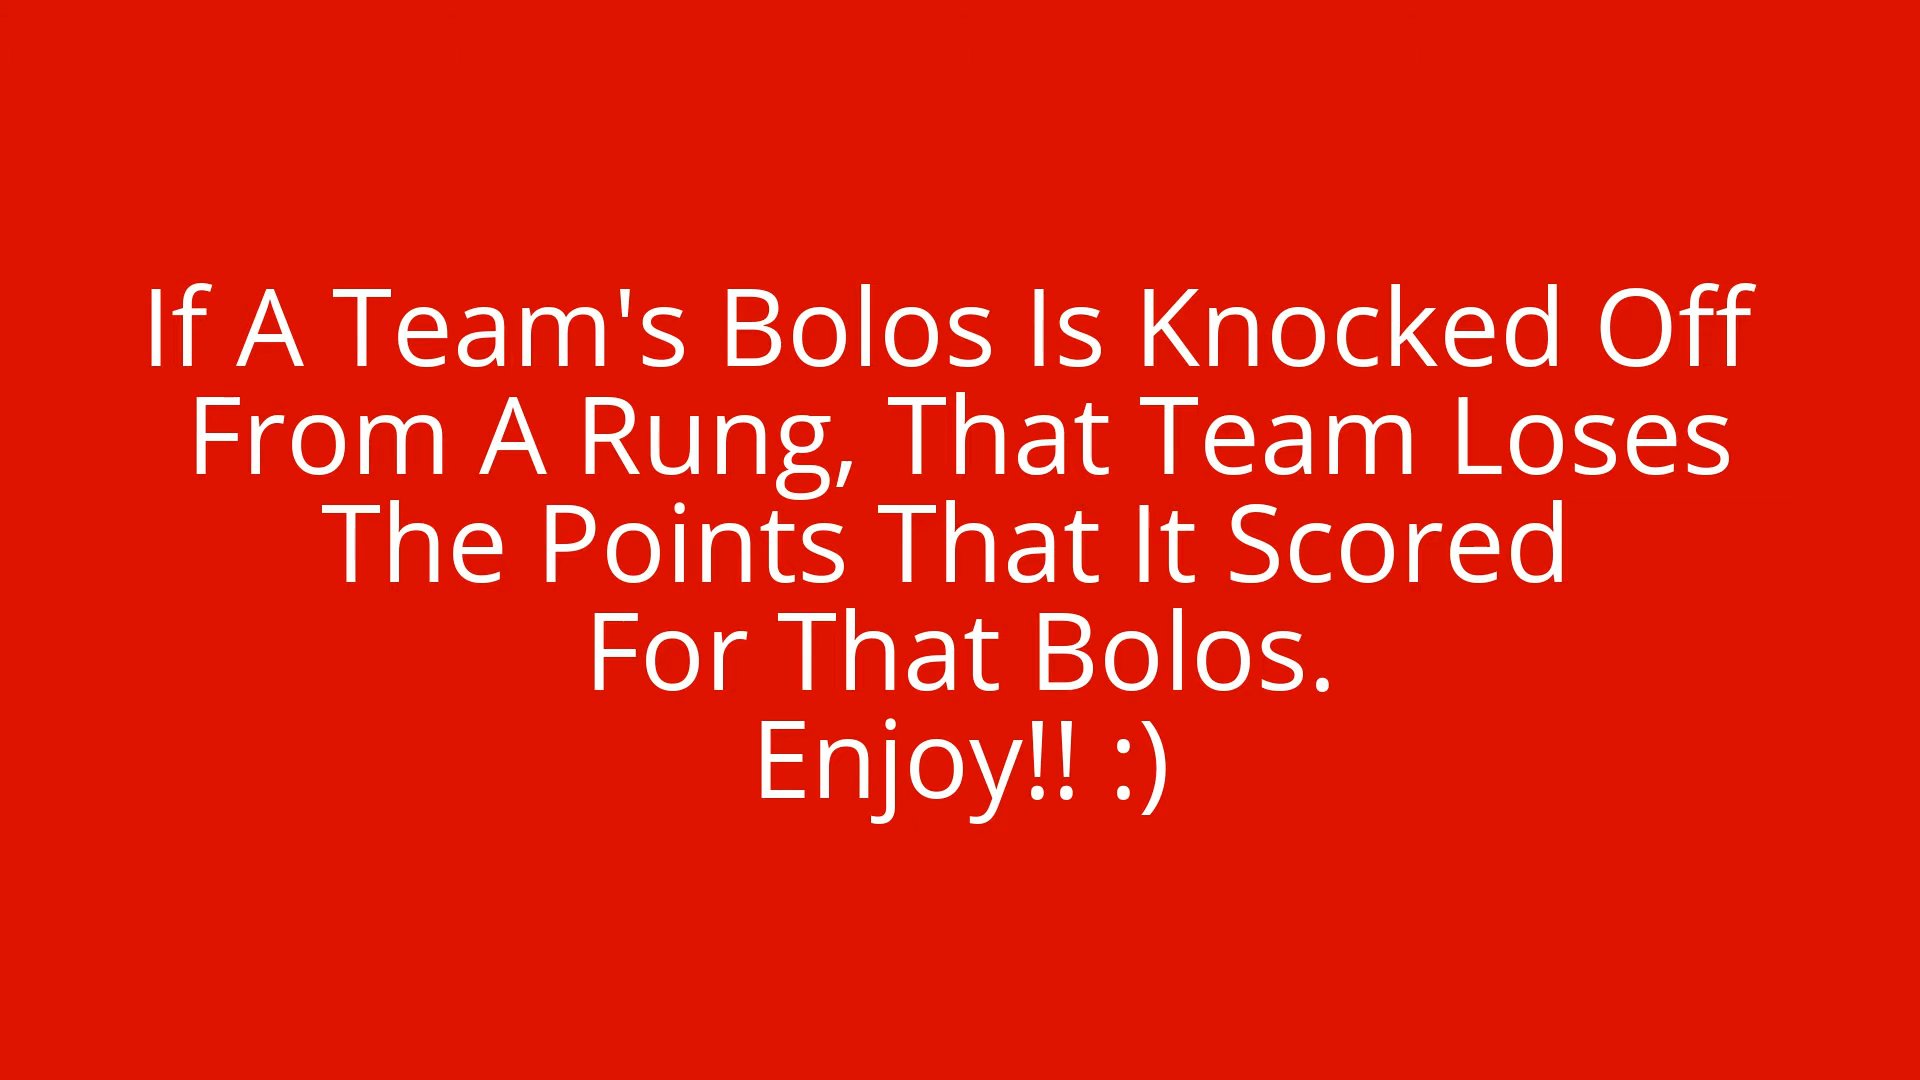 If A Team's Bolos Is Knocked Off
From A Rung, That Team Loses
The Points That It Scored
For That Bolos.
Enjoy!! :)